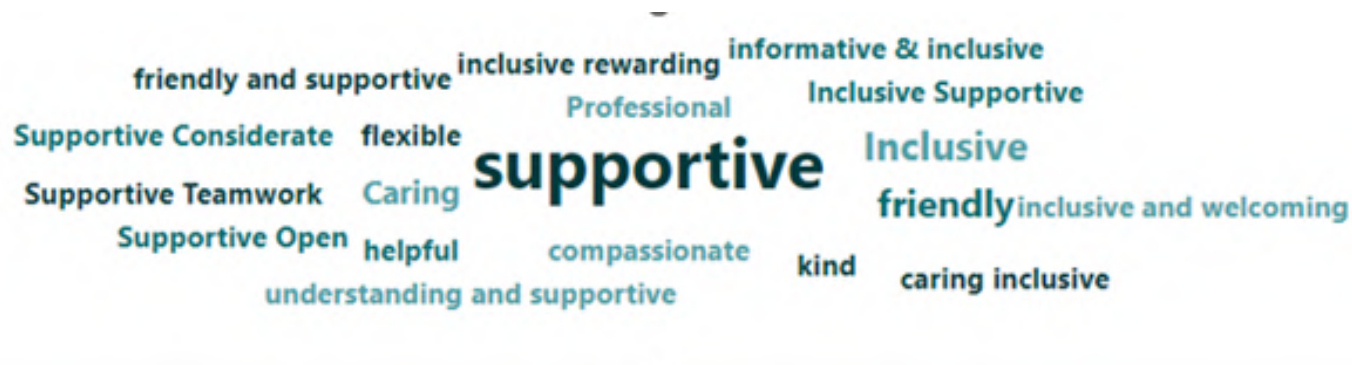 informative & inclusive
inclusive rewarding
friendly and supportive
Inclusive Supportive
Professional
Supportive Considerate
flexible
Inclusive
supportive
Supportive Teamwork
Caring
friendly
inclusive and welcoming
Supportive Open
helpful
compassionate
kind
caring inclusive
understanding and supportive